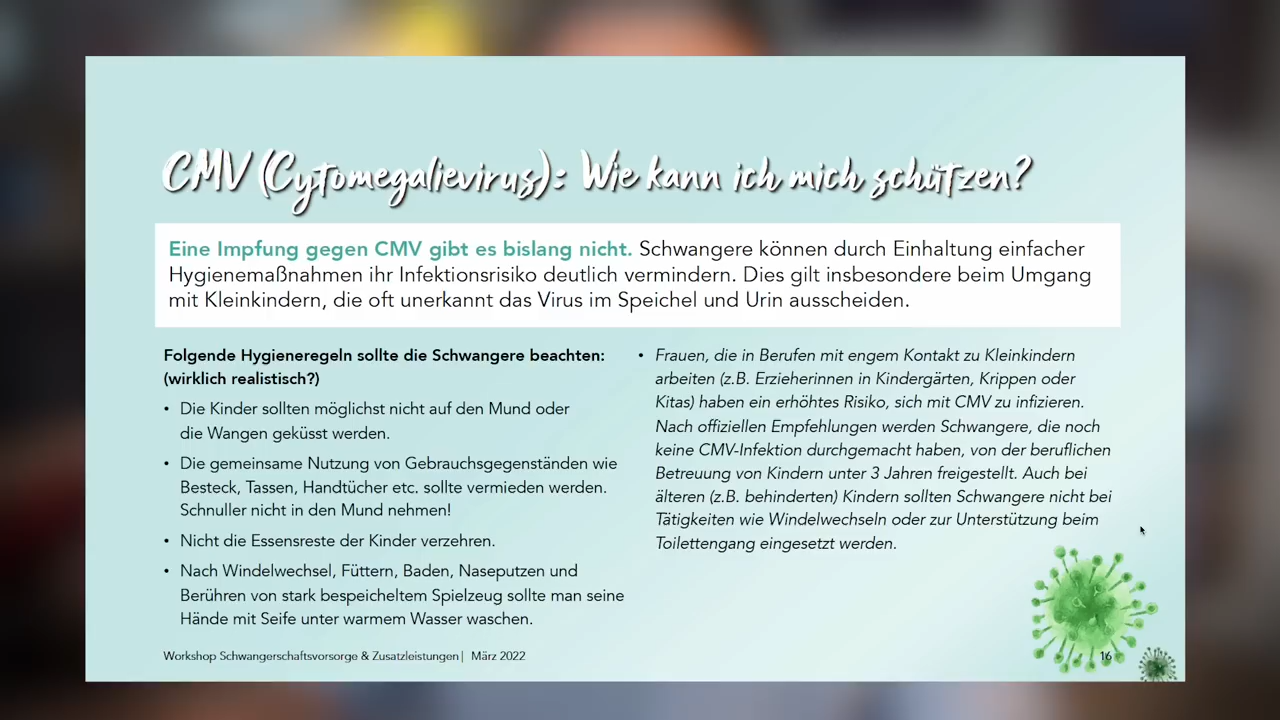 CMV (Cytomegalievirus): Wie kann ich mich schützen?
Eine Impfung gegen CMV gibt es bislang nicht. Schwangere können durch Einhaltung einfacher
Hygienemaßnahmen ihr Infektionsrisiko deutlich vermindern. Dies gilt insbesondere beim Umgang
mit Kleinkindern, die oft unerkannt das Virus im Speichel und Urin ausscheiden.
Folgende Hygieneregeln sollte die Schwangere beachten:
(wirklich realistisch?)
• Die Kinder sollten möglichst nicht auf den Mund oder
die Wangen geküsst werden.
• Die gemeinsame Nutzung von Gebrauchsgegenständen wie
Besteck, Tassen, Handtücher etc. sollte vermieden werden.
Schnuller nicht in den Mund nehmen!
• Nicht die Essensreste der Kinder verzehren.
• Nach Windelwechsel, Füttern, Baden, Naseputzen und
Berühren von stark bespeicheltem Spielzeug sollte man seine
Hände mit Seife unter warmem Wasser waschen.
• Frauen, die in Berufen mit engem Kontakt zu Kleinkindern
arbeiten (z.B. Erzieherinnen in Kindergärten, Krippen oder
Kitas) haben ein erhöhtes Risiko, sich mit CMV zu infizieren.
Nach offiziellen Empfehlungen werden Schwangere, die noch
keine CMV-Infektion durchgemacht haben, von der beruflichen
Betreuung von Kindern unter 3 Jahren freigestellt. Auch bei
älteren (z.B. behinderten) Kindern sollten Schwangere nicht bei
Tätigkeiten wie Windelwechseln oder zur Unterstützung beim
Toilettengang eingesetzt werden.
Workshop Schwangerschaftsvorsorge & Zusatzleistungen| März 2022
16